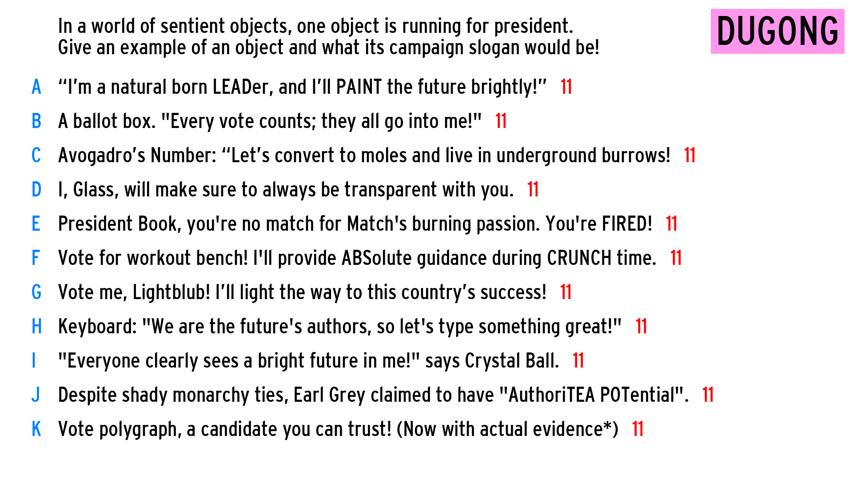 In a world of sentient objects, one object is running for president.
Give an example of an object and what its campaign slogan would be!
DUGONG
A “I’m a natural born LEADer, and I’ll PAINT the future brightly!” 11
B A ballot box. "Every vote counts; they all go into me!" 11
C Avogadro’s Number: “Let’s convert to moles and live in underground burrows! 11
D I, Glass, will make sure to always be transparent with you. 11
E President Book, you're no match for Match's burning passion. You're FIRED! 11
F Vote for workout bench! I'll provide ABSolute guidance during CRUNCH time. 11
G Vote me, Lightblub! I’ll light the way to this country’s success! 11
H Keyboard: "We are the future's authors, so let's type something great!" 11
I "Everyone clearly sees a bright future in me!" says Crystal Ball. 11
J Despite shady monarchy ties, Earl Grey claimed to have "AuthoriTEA POTential". 11
K Vote polygraph, a candidate you can trust! (Now with actual evidence*) 11